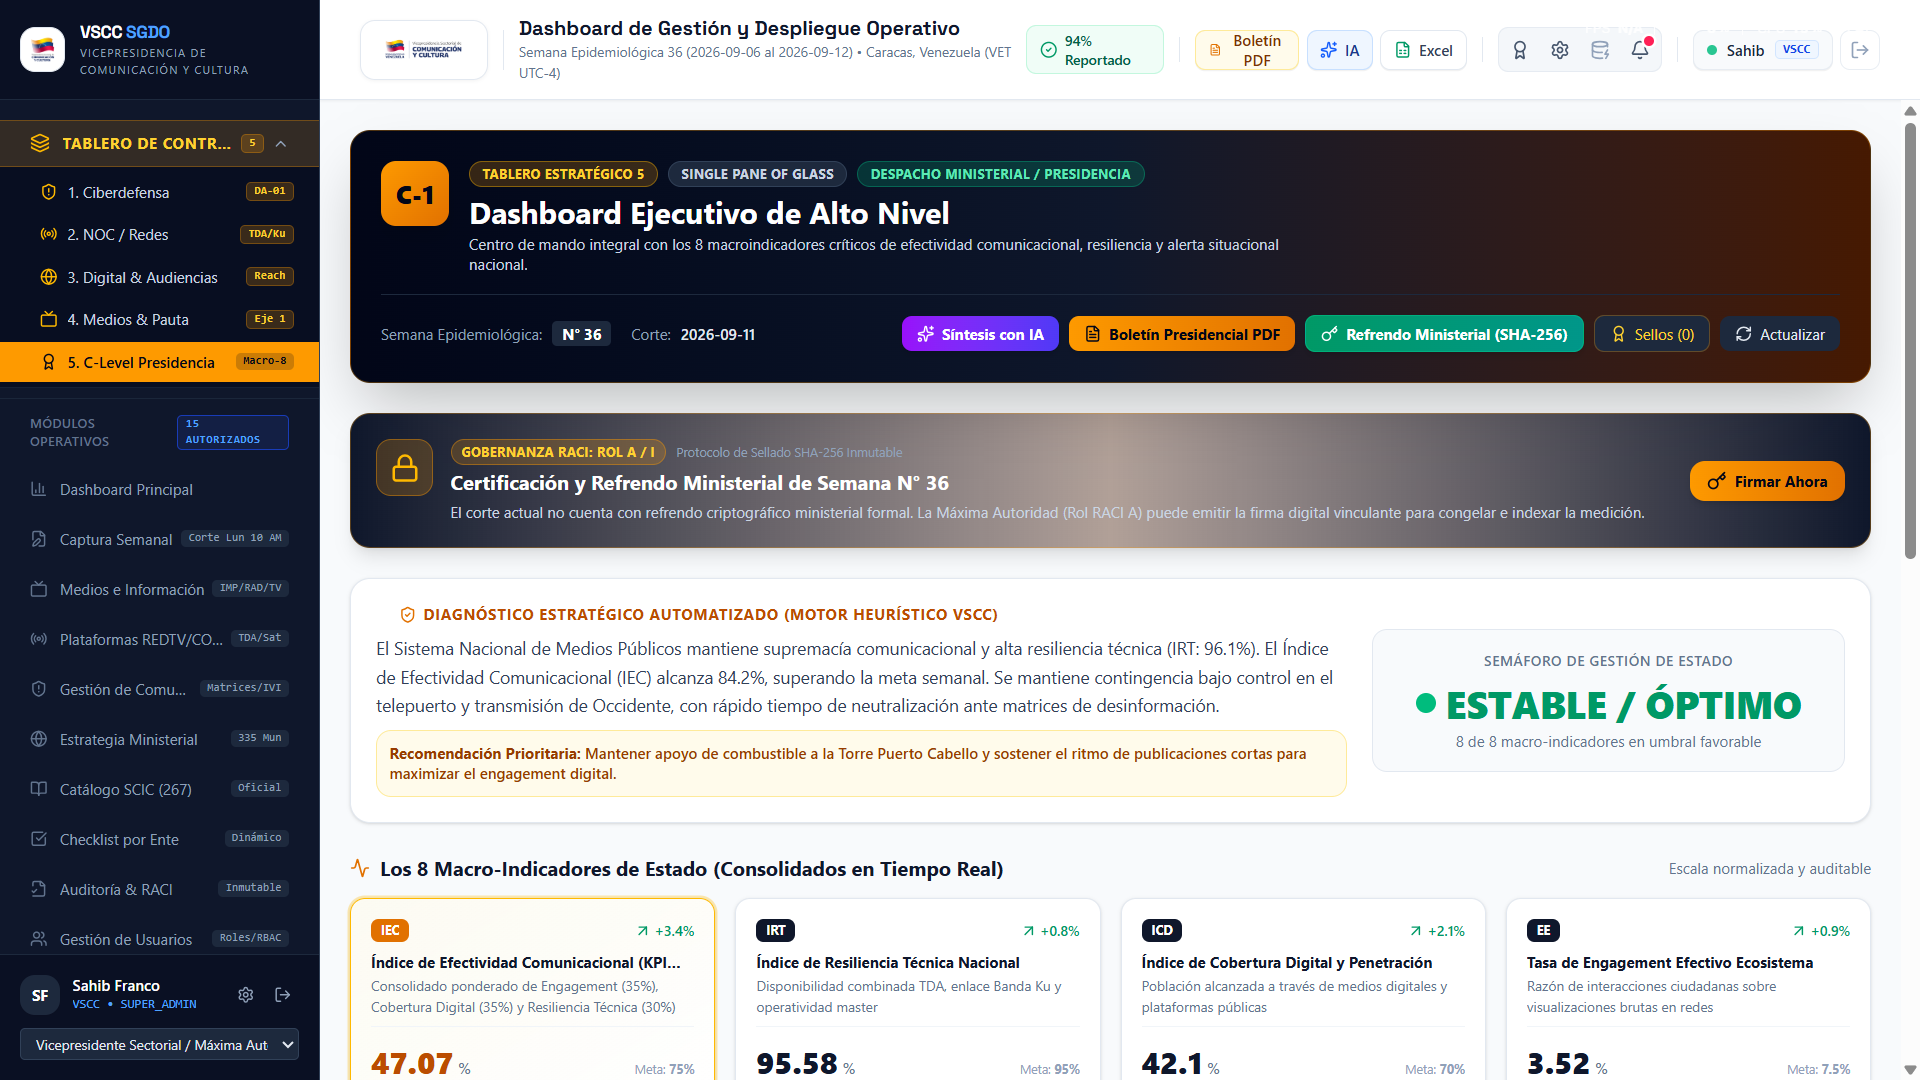 VSCC SGDO
VICEPRESIDENCIA DE
COMUNICACIÓN Y CULTURA
TABLERO DE CONTR... 5
1. Ciberdefensa DA-01
2. NOC / Redes TDA/Ku
3. Digital & Audiencias Reach
4. Medios & Pauta Eje 1
5. C-Level Presidencia Macro-8
MÓDULOS
OPERATIVOS
15
AUTORIZADOS
Dashboard Principal
Captura Semanal Corte Lun 10 AM
Medios e Información IMP/RAD/TV
Plataformas REDTV/CO... TDA/Sat
Gestión de Comu... Matrices/IVI
Estrategia Ministerial 335 Mun
Catálogo SCIC (267) Oficial
Checklist por Ente Dinámico
Auditoría & RACI Inmutable
Gestión de Usuarios Roles/RBAC
SF
Sahib Franco
VSCC • SUPER_ADMIN
Vicepresidente Sectorial / Máxima Aut
COMUNICACIÓN
Y CULTURA
Dashboard de Gestión y Despliegue Operativo
Semana Epidemiológica 36 (2026-09-06 al 2026-09-12) • Caracas, Venezuela (VET
UTC-4)
94%
Reportado
Boletín
PDF
IA
Excel
Sahib VSCC
C-1
TABLERO ESTRATÉGICO 5
SINGLE PANE OF GLASS
DESPACHO MINISTERIAL / PRESIDENCIA
Dashboard Ejecutivo de Alto Nivel
Centro de mando integral con los 8 macroindicadores críticos de efectividad comunicacional, resiliencia y alerta situacional
nacional.
Semana Epidemiológica: N° 36 Corte: 2026-09-11
Síntesis con IA
Boletín Presidencial PDF
Refrendo Ministerial (SHA-256)
Sellos (0)
Actualizar
GOBERNANZA RACI: ROL A / I Protocolo de Sellado SHA-256 Inmutable
Certificación y Refrendo Ministerial de Semana N° 36
El corte actual no cuenta con refrendo criptográfico ministerial formal. La Máxima Autoridad (Rol RACI A) puede emitir la firma digital vinculante para congelar e indexar la medición.
Firmar Ahora
DIAGNÓSTICO ESTRATÉGICO AUTOMATIZADO (MOTOR HEURÍSTICO VSCC)
El Sistema Nacional de Medios Públicos mantiene supremacía comunicacional y alta resiliencia técnica (IRT: 96.1%). El Índice
de Efectividad Comunicacional (IEC) alcanza 84.2%, superando la meta semanal. Se mantiene contingencia bajo control en el
telepuerto y transmisión de Occidente, con rápido tiempo de neutralización ante matrices de desinformación.
Recomendación Prioritaria: Mantener apoyo de combustible a la Torre Puerto Cabello y sostener el ritmo de publicaciones cortas para
maximizar el engagement digital.
SEMÁFORO DE GESTIÓN DE ESTADO
ESTABLE / ÓPTIMO
8 de 8 macro-indicadores en umbral favorable
Los 8 Macro-Indicadores de Estado (Consolidados en Tiempo Real)
Escala normalizada y auditable
IEC +3.4%
Índice de Efectividad Comunicacional (KPI...
Consolidado ponderado de Engagement (35%),
Cobertura Digital (35%) y Resiliencia Técnica (30%)
47.07 % Meta: 75%
IRT +0.8%
Índice de Resiliencia Técnica Nacional
Disponibilidad combinada TDA, enlace Banda Ku y
operatividad master
95.58 % Meta: 95%
ICD +2.1%
Índice de Cobertura Digital y Penetración
Población alcanzada a través de medios digitales y
plataformas públicas
42.1 % Meta: 70%
EE +0.9%
Tasa de Engagement Efectivo Ecosistema
Razón de interacciones ciudadanas sobre
visualizaciones brutas en redes
3.52 % Meta: 7.5%